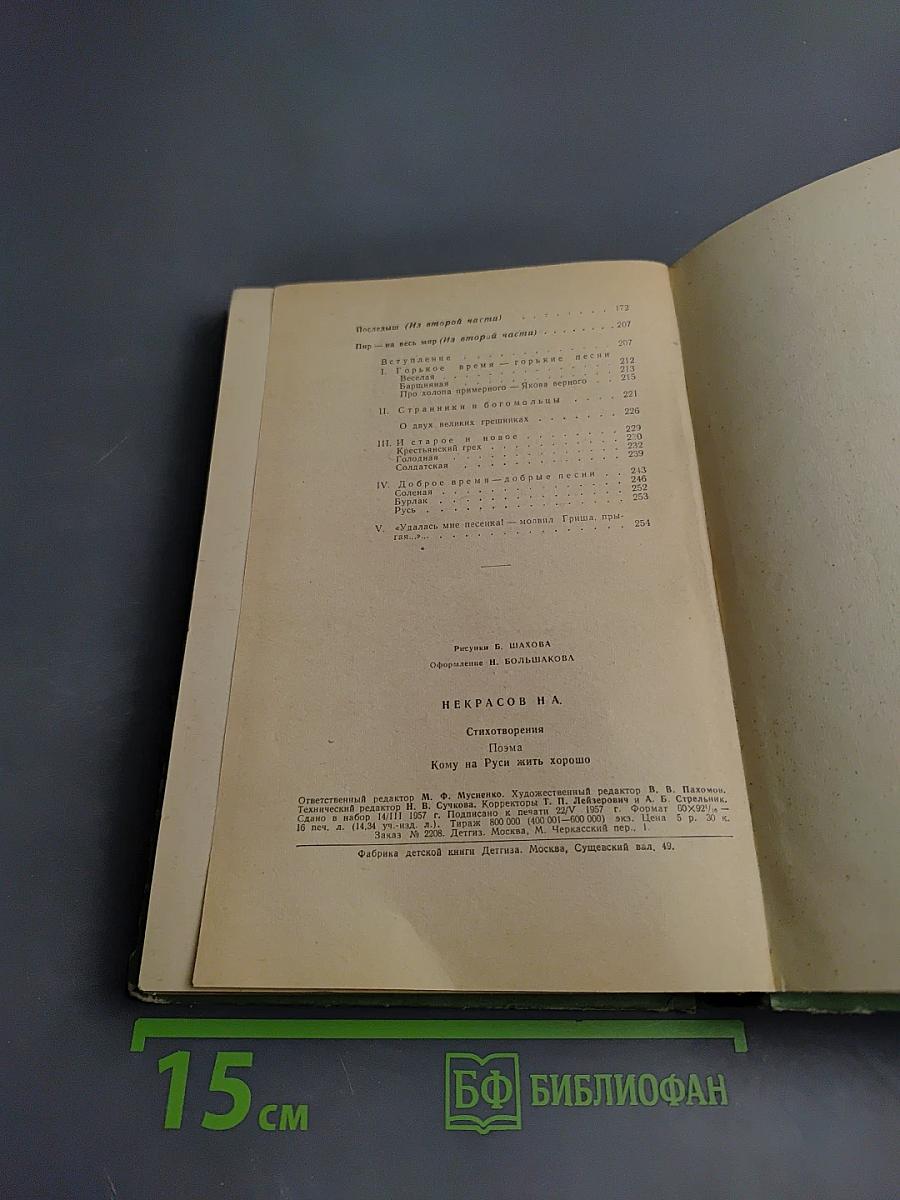 Последыш (Из второй части) . . . . . . . . 172
Пир — на весь мир (Из второй части) . . . . . . . . 207
Вступление . . . . . . . . . . . . 207
I. Горькое время — горькие песни
Веселая . . . . . . . . . . . . 212
Барщинная . . . . . . . . . . . . 213
Про холопа примерного — Якова верного . . 215
II. Странники и богомольцы . . . . 221
О двух великих грешниках . . . . . . . 226
III. И старое и новое . . . . . . . . 229
Крестьянский грех . . . . . . . . . . 230
Голодная . . . . . . . . . . . . 232
Солдатская . . . . . . . . . . . . 239
IV. Доброе время — добрые песни . . 243
Соленая . . . . . . . . . . . . 246
Бурлак . . . . . . . . . . . . 252
Русь . . . . . . . . . . . . 253
V. «Удалась мне песенка! — молвил Гриша, пры-
гая...»... . . . . . . . . . . . . 254
Рисунки Б. ШАХОВА
Оформление Н. БОЛЬШАКОВА
НЕКРАСОВ Н А.
Стихотворения
Поэма
Кому на Руси жить хорошо
Ответственный редактор М. Ф. Мусиенко. Художественный редактор В. В. Пахомов.
Технический редактор Н. В. Сучкова. Корректоры Т. П. Лейзерович и А. Б. Стрельник.
Сдано в набор 14/III 1957 г. Подписано к печати 22/V 1957 г. Формат 60×92¹/₁₆ —
16 печ. л. (14,34 уч.-изд. л.). Тираж 800 000 (400 001—600 000) экз. Цена 5 р. 30 к.
Заказ № 2208. Детгиз. Москва, М. Черкасский пер., 1.
Фабрика детской книги Детгиза. Москва, Сущевский вал, 49.
15 см
БФ БИБЛИОФАН